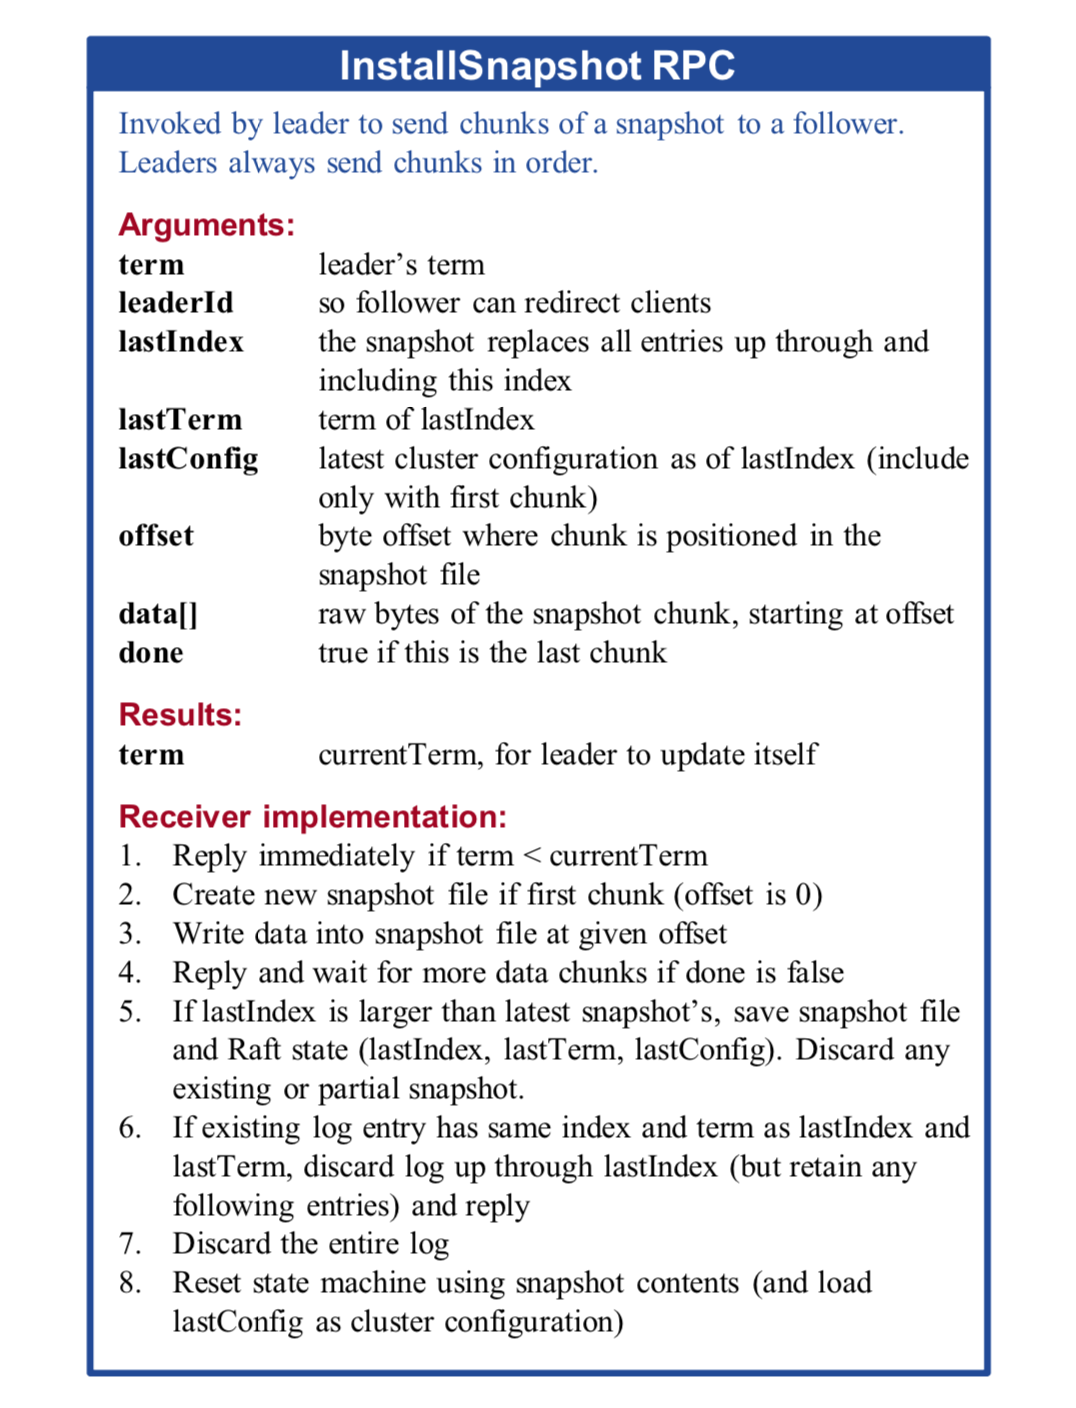 InstallSnapshot RPC
Invoked by leader to send chunks of a snapshot to a follower.
Leaders always send chunks in order.
Arguments:
term leader’s term
leaderId so follower can redirect clients
lastIndex the snapshot replaces all entries up through and
including this index
lastTerm term of lastIndex
lastConfig latest cluster configuration as of lastIndex (include
only with first chunk)
offset byte offset where chunk is positioned in the
snapshot file
data[] raw bytes of the snapshot chunk, starting at offset
done true if this is the last chunk
Results:
term currentTerm, for leader to update itself
Receiver implementation:
1. Reply immediately if term < currentTerm
2. Create new snapshot file if first chunk (offset is 0)
3. Write data into snapshot file at given offset
4. Reply and wait for more data chunks if done is false
5. If lastIndex is larger than latest snapshot’s, save snapshot file
and Raft state (lastIndex, lastTerm, lastConfig). Discard any
existing or partial snapshot.
6. If existing log entry has same index and term as lastIndex and
lastTerm, discard log up through lastIndex (but retain any
following entries) and reply
7. Discard the entire log
8. Reset state machine using snapshot contents (and load
lastConfig as cluster configuration)